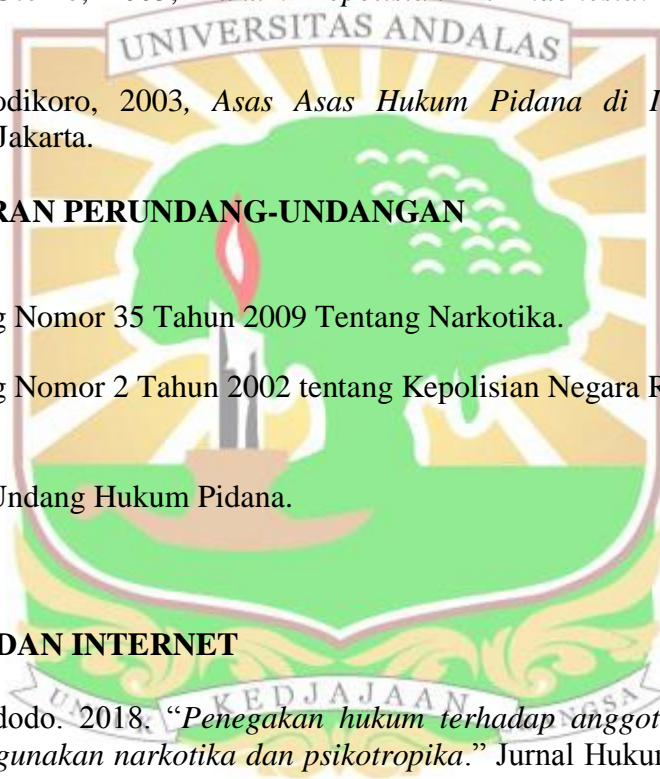 2003,
UNIVERSITAS ANDALAS
odikoro, 2003, Asas Asas Hukum Pidana di I
Jakarta.
RAN PERUNDANG-UNDANGAN
g Nomor 35 Tahun 2009 Tentang Narkotika.
g Nomor 2 Tahun 2002 tentang Kepolisian Negara R
Undang Hukum Pidana.
DAN INTERNET
KEDJAJAAN
dodo. 2018. “Penegakan hukum terhadap anggot
gunakan narkotika dan psikotropika.” Jurnal Hukum